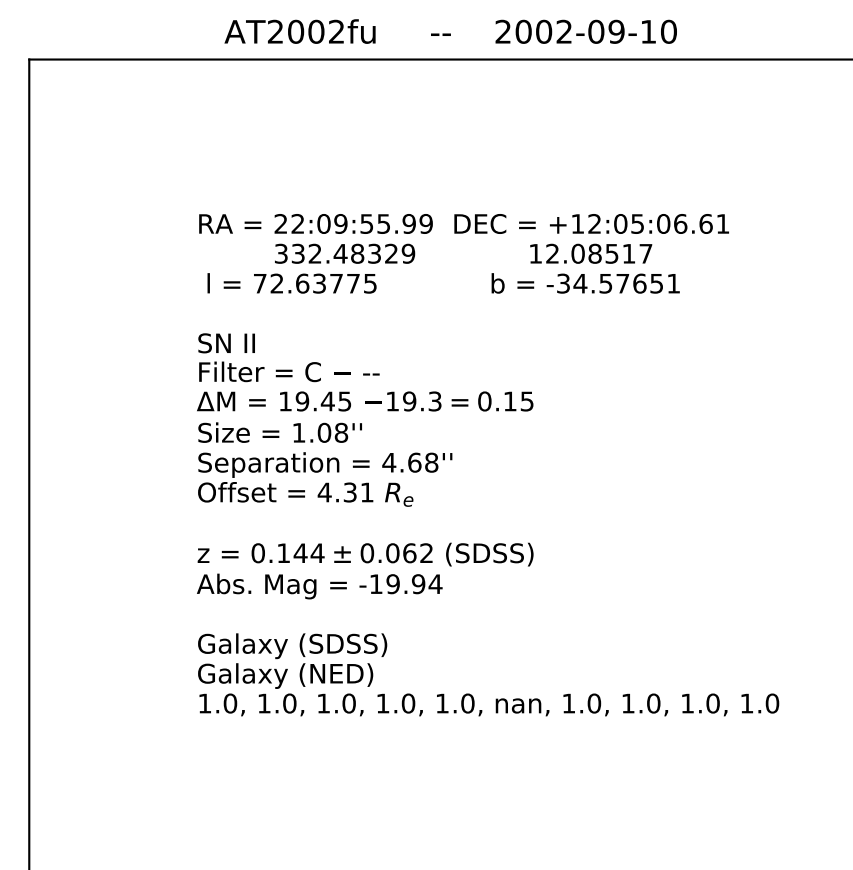 AT2002fu -- 2002-09-10
RA = 22:09:55.99 DEC = +12:05:06.61
332.48329 12.08517
l = 72.63775 b = -34.57651
SN II
Filter = C − --
ΔM = 19.45 −19.3 = 0.15
Size = 1.08''
Separation = 4.68''
Offset = 4.31 Re
z = 0.144 ± 0.062 (SDSS)
Abs. Mag = -19.94
Galaxy (SDSS)
Galaxy (NED)
1.0, 1.0, 1.0, 1.0, 1.0, nan, 1.0, 1.0, 1.0, 1.0